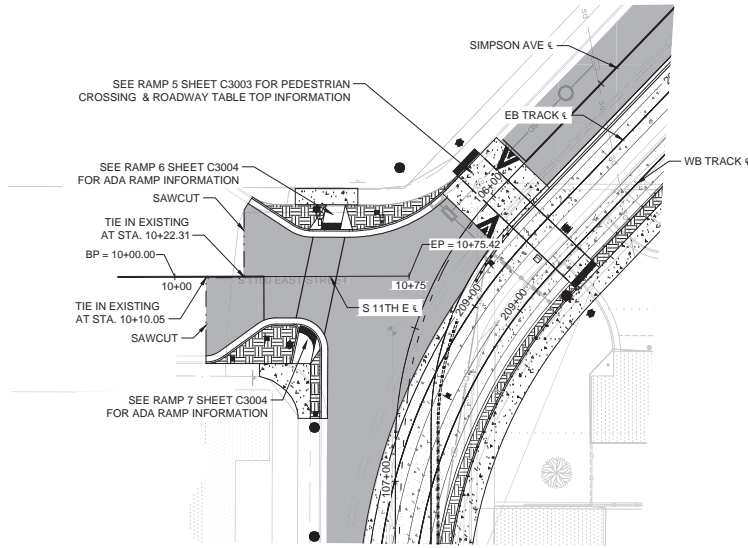 SIMPSON AVE ℄
SEE RAMP 5 SHEET C3003 FOR PEDESTRIAN
CROSSING & ROADWAY TABLE TOP INFORMATION
EB TRACK ℄
WB TRACK ℄
SEE RAMP 6 SHEET C3004
FOR ADA RAMP INFORMATION
106+00
SAWCUT
TIE IN EXISTING
AT STA. 10+22.31
BP = 10+00.00
EP = 10+75.42
S 1100 EAST STREET
10+00
10+75
TIE IN EXISTING
AT STA. 10+10.05
S 11TH E ℄
209+00
209+00
SAWCUT
SEE RAMP 7 SHEET C3004
FOR ADA RAMP INFORMATION
107+00